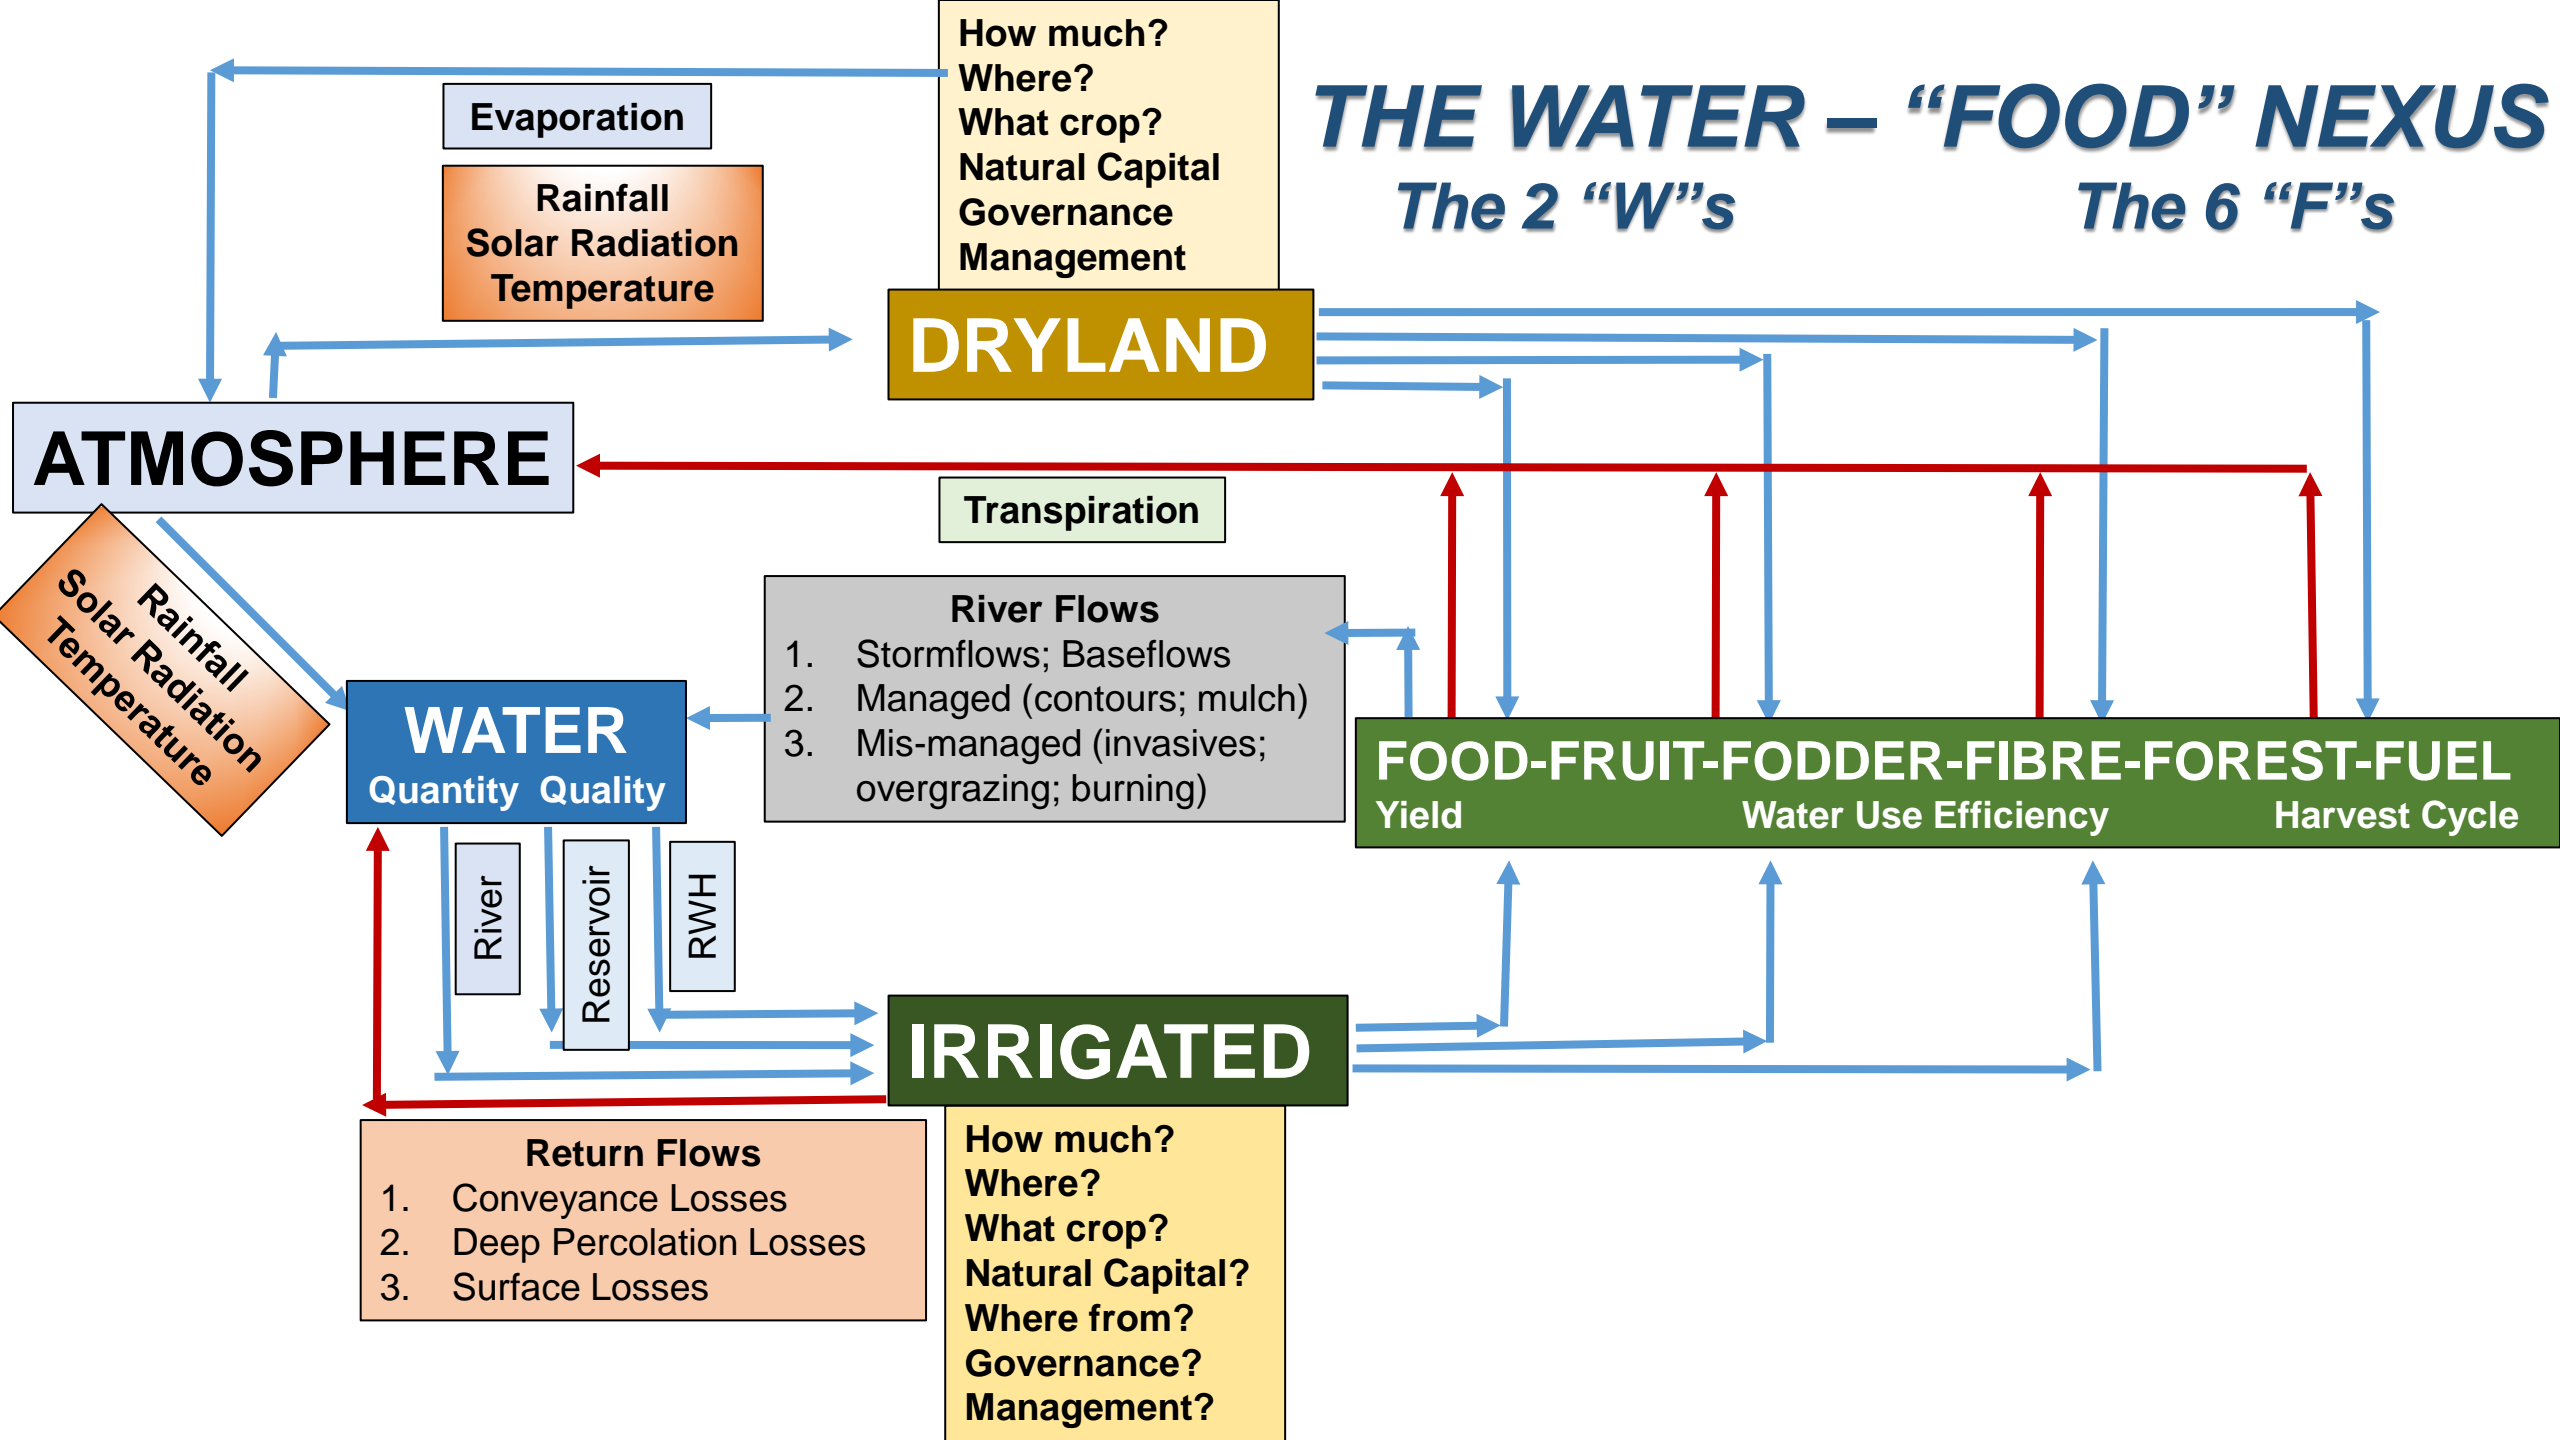 How much?
Where?
What crop?
Natural Capital
Governance
Management
DRYLAND
THE WATER – “FOOD” NEXUS
The 2 “W”s
The 6 “F”s
Evaporation
Rainfall
Solar Radiation
Temperature
ATMOSPHERE
Transpiration
Rainfall
Solar Radiation
Temperature
River Flows
1. Stormflows; Baseflows
2. Managed (contours; mulch)
3. Mis-managed (invasives;
overgrazing; burning)
WATER
Quantity Quality
FOOD-FRUIT-FODDER-FIBRE-FOREST-FUEL
Yield Water Use Efficiency Harvest Cycle
River
Reservoir
RWH
IRRIGATED
Return Flows
1. Conveyance Losses
2. Deep Percolation Losses
3. Surface Losses
How much?
Where?
What crop?
Natural Capital?
Where from?
Governance?
Management?